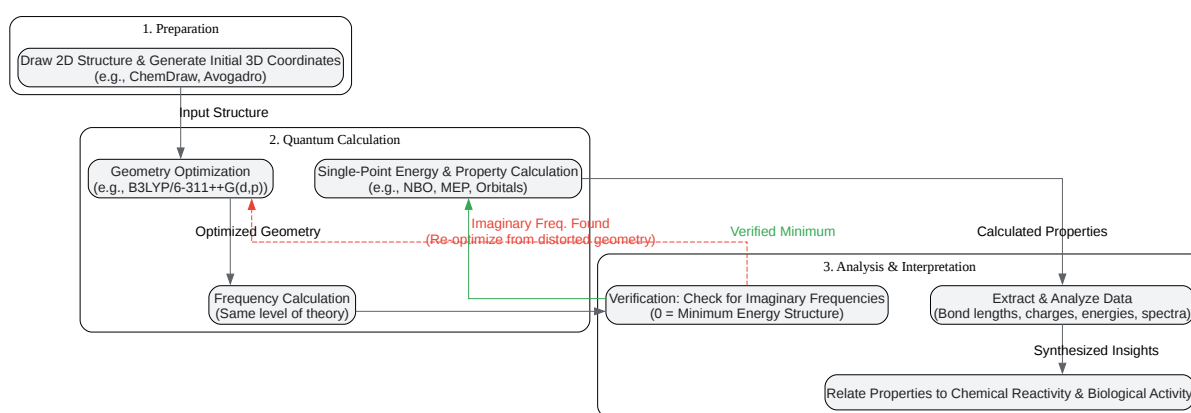 1. Preparation
Draw 2D Structure & Generate Initial 3D Coordinates
(e.g., ChemDraw, Avogadro)
Input Structure
2. Quantum Calculation
Geometry Optimization
(e.g., B3LYP/6-311++G(d,p))
Single-Point Energy & Property Calculation
(e.g., NBO, MEP, Orbitals)
Optimized Geometry
Imaginary Freq. Found
(Re-optimize from distorted geometry)
Verified Minimum
Calculated Properties
3. Analysis & Interpretation
Frequency Calculation
(Same level of theory)
Verification: Check for Imaginary Frequencies
(0 = Minimum Energy Structure)
Extract & Analyze Data
(Bond lengths, charges, energies, spectra)
Synthesized Insights
Relate Properties to Chemical Reactivity & Biological Activity